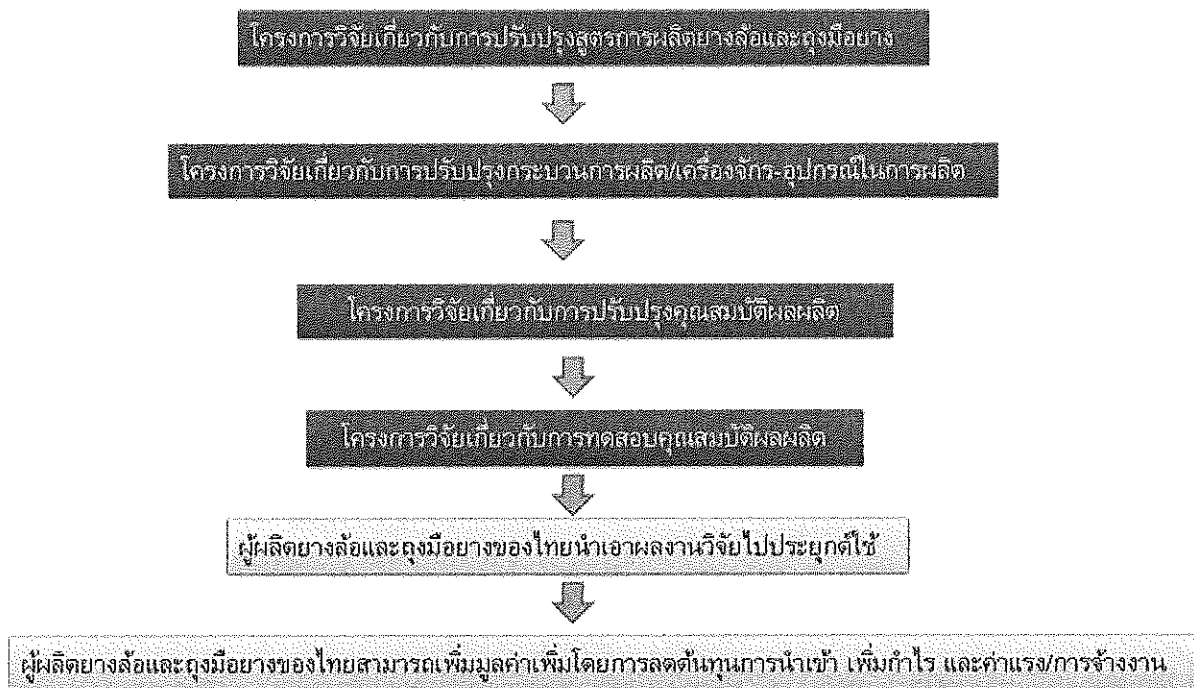 โครงการวิจัยเกี่ยวกับการปรับปรุงสูตรการผลิตยางล้อและถุงมือยาง
โครงการวิจัยเกี่ยวกับการปรับปรุงกระบวนการผลิต/เครื่องจักร-อุปกรณ์ในการผลิต
โครงการวิจัยเกี่ยวกับการปรับปรุงคุณสมบัติผลผลิต
โครงการวิจัยเกี่ยวกับการทดสอบคุณสมบัติผลผลิต
ผู้ผลิตยางล้อและถุงมือยางของไทยนำเอาผลงานวิจัยไปประยุกต์ใช้
ผู้ผลิตยางล้อและถุงมือยางของไทยสามารถเพิ่มมูลค่าเพิ่มโดยการลดต้นทุนการนำเข้า เพิ่มกำไร และค่าแรง/การจ้างงาน